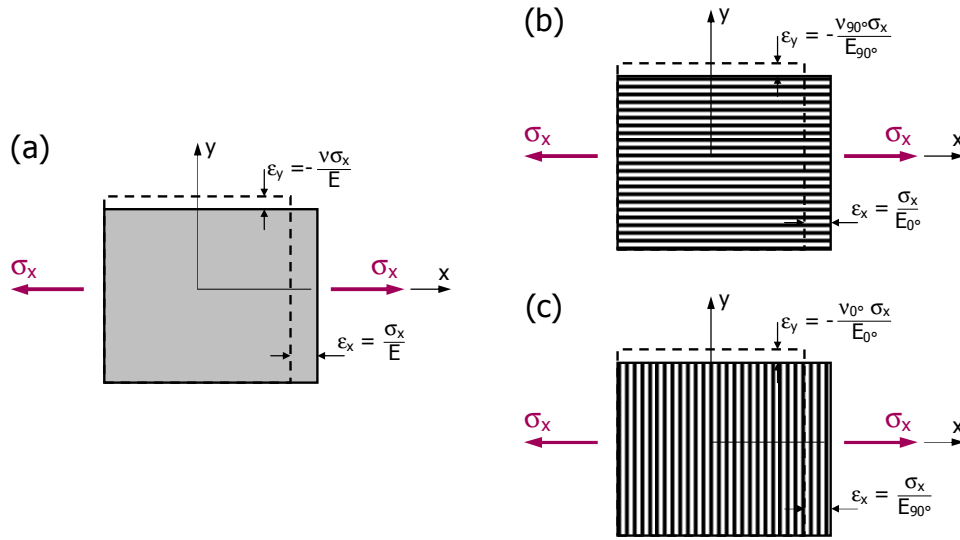 (a)
y
εy = - νσx / E
σx
σx
x
εx = σx / E
(b)
y
εy = - ν90°σx / E90°
σx
σx
x
εx = σx / E0°
(c)
y
εy = - ν0° σx / E0°
σx
σx
x
εx = σx / E90°